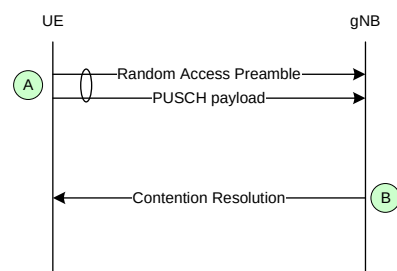 UE gNB
Random Access Preamble
A
PUSCH payload
Contention Resolution B